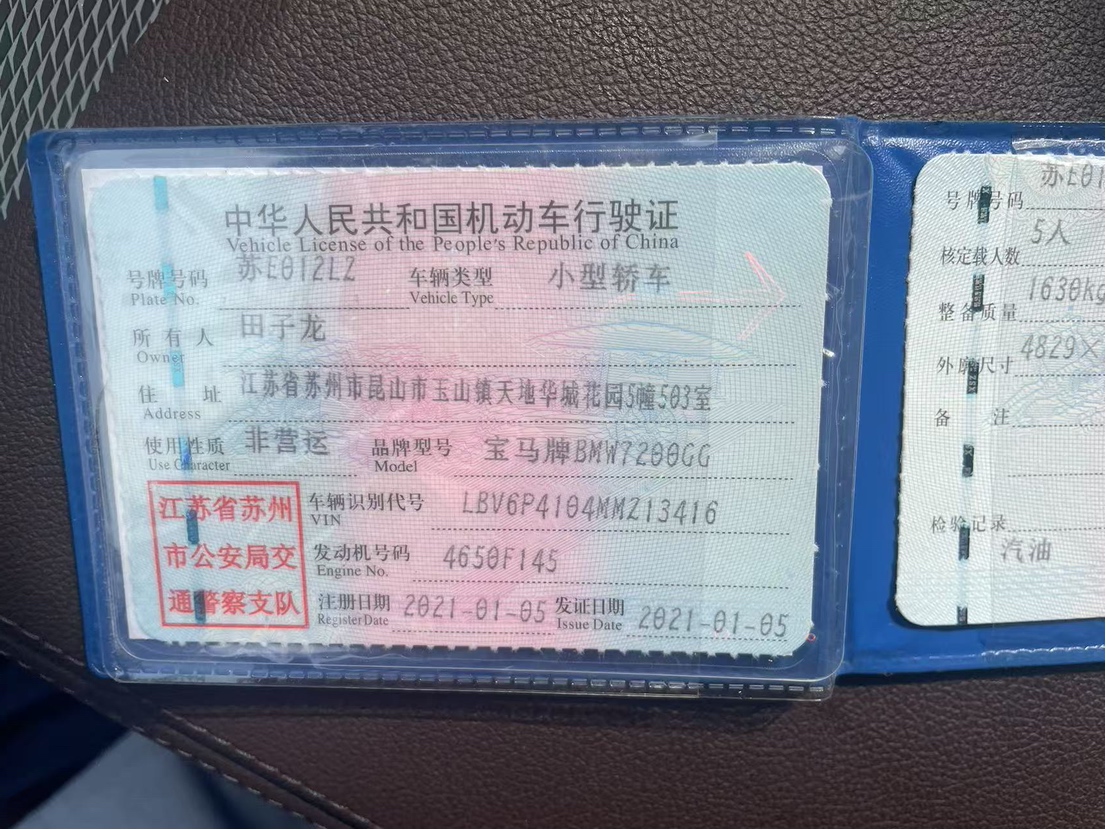 中华人民共和国机动车行驶证
Vehicle License of the People's Republic of China
号牌号码 苏E012LZ 车辆类型 小型轿车
Plate No. Vehicle Type
所有人 田子龙
Owner
住址 江苏省苏州市昆山市玉山镇天地华城花园5幢503室
Address
使用性质 非营运 品牌型号 宝马牌BMW7200GG
Use Character Model
江苏省苏州
市公安局交
通警察支队
车辆识别代号 LBV6P4104MMZ13416
VIN
发动机号码 4650F145
Engine No.
注册日期 2021-01-05 发证日期 2021-01-05
Register Date Issue Date
号牌号码 苏E01
核定载人数 5人
整备质量 1630kg
外廓尺寸 4829×
备注
检验记录
汽油